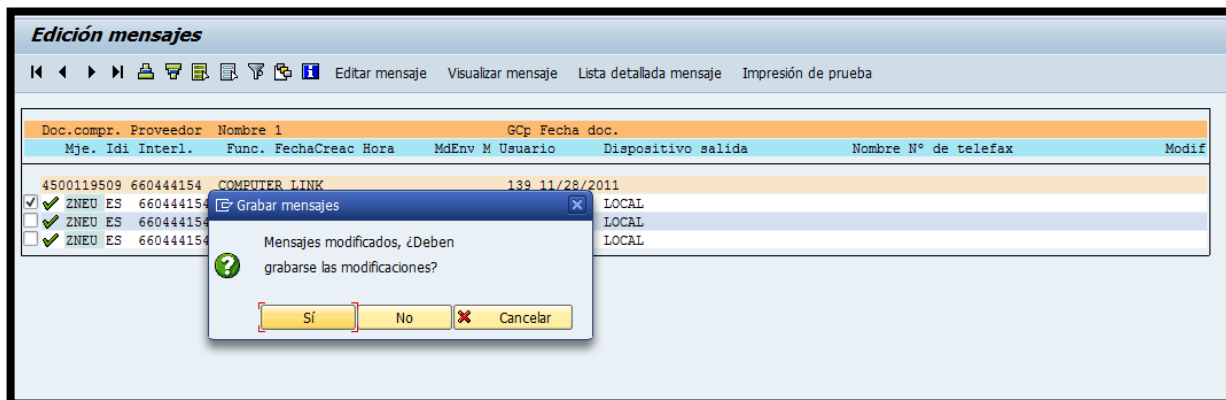 Edición mensajes
Editar mensaje Visualizar mensaje Lista detallada mensaje Impresión de prueba
Doc.compr. Proveedor Nombre 1 GCp Fecha doc.
Mje. Idi Interl. Func. FechaCreac Hora MdEnv M Usuario Dispositivo salida Nombre Nº de telefax Modif
4500119509 660444154 COMPUTER LINK 139 11/28/2011
ZNEU ES 660444154 LOCAL
ZNEU ES 660444154 LOCAL
ZNEU ES 660444154 LOCAL
Grabar mensajes
Mensajes modificados, ¿Deben
grabarse las modificaciones?
Sí No Cancelar